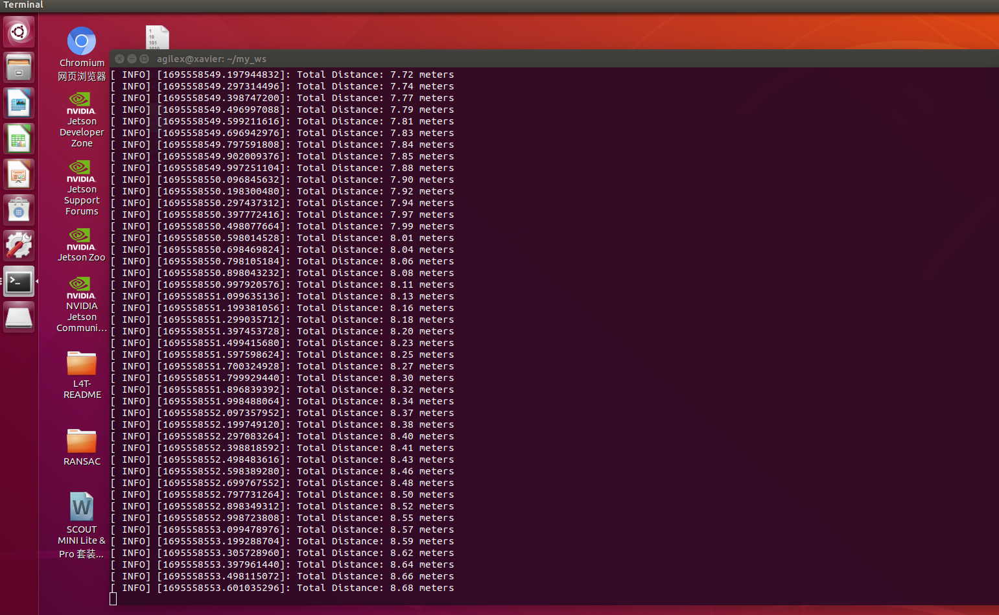 Terminal
Chromium
网页浏览器
NVIDIA.
Jetson
Developer
Zone
NVIDIA.
Jetson
Support
Forums
NVIDIA.
Jetson Zoo
NVIDIA.
NVIDIA
Jetson
Communi...
L4T-
README
RANSAC
W
SCOUT
MINI Lite &
Pro 套装...
1
10
101
1010
agilex@xavier: ~/my_ws
[ INFO] [1695558549.197944832]: Total Distance: 7.72 meters
[ INFO] [1695558549.297314496]: Total Distance: 7.74 meters
[ INFO] [1695558549.398747200]: Total Distance: 7.77 meters
[ INFO] [1695558549.496997088]: Total Distance: 7.79 meters
[ INFO] [1695558549.599211616]: Total Distance: 7.81 meters
[ INFO] [1695558549.696942976]: Total Distance: 7.83 meters
[ INFO] [1695558549.797591808]: Total Distance: 7.84 meters
[ INFO] [1695558549.902009376]: Total Distance: 7.85 meters
[ INFO] [1695558549.997251104]: Total Distance: 7.88 meters
[ INFO] [1695558550.096845632]: Total Distance: 7.90 meters
[ INFO] [1695558550.198300480]: Total Distance: 7.92 meters
[ INFO] [1695558550.297437312]: Total Distance: 7.94 meters
[ INFO] [1695558550.397772416]: Total Distance: 7.97 meters
[ INFO] [1695558550.498077664]: Total Distance: 7.99 meters
[ INFO] [1695558550.598014528]: Total Distance: 8.01 meters
[ INFO] [1695558550.698469824]: Total Distance: 8.04 meters
[ INFO] [1695558550.798105184]: Total Distance: 8.06 meters
[ INFO] [1695558550.898043232]: Total Distance: 8.08 meters
[ INFO] [1695558550.997920576]: Total Distance: 8.11 meters
[ INFO] [1695558551.099635136]: Total Distance: 8.13 meters
[ INFO] [1695558551.199381056]: Total Distance: 8.16 meters
[ INFO] [1695558551.299035712]: Total Distance: 8.18 meters
[ INFO] [1695558551.397453728]: Total Distance: 8.20 meters
[ INFO] [1695558551.499415680]: Total Distance: 8.23 meters
[ INFO] [1695558551.597598624]: Total Distance: 8.25 meters
[ INFO] [1695558551.700324928]: Total Distance: 8.27 meters
[ INFO] [1695558551.799929440]: Total Distance: 8.30 meters
[ INFO] [1695558551.896839392]: Total Distance: 8.32 meters
[ INFO] [1695558551.998488064]: Total Distance: 8.34 meters
[ INFO] [1695558552.097357952]: Total Distance: 8.37 meters
[ INFO] [1695558552.199749120]: Total Distance: 8.38 meters
[ INFO] [1695558552.297083264]: Total Distance: 8.40 meters
[ INFO] [1695558552.398818592]: Total Distance: 8.41 meters
[ INFO] [1695558552.498483616]: Total Distance: 8.43 meters
[ INFO] [1695558552.598389280]: Total Distance: 8.46 meters
[ INFO] [1695558552.699767552]: Total Distance: 8.48 meters
[ INFO] [1695558552.797731264]: Total Distance: 8.50 meters
[ INFO] [1695558552.898349312]: Total Distance: 8.52 meters
[ INFO] [1695558552.998723808]: Total Distance: 8.55 meters
[ INFO] [1695558553.099478976]: Total Distance: 8.57 meters
[ INFO] [1695558553.199288704]: Total Distance: 8.59 meters
[ INFO] [1695558553.305728960]: Total Distance: 8.62 meters
[ INFO] [1695558553.397961440]: Total Distance: 8.64 meters
[ INFO] [1695558553.498115072]: Total Distance: 8.66 meters
[ INFO] [1695558553.601035296]: Total Distance: 8.68 meters